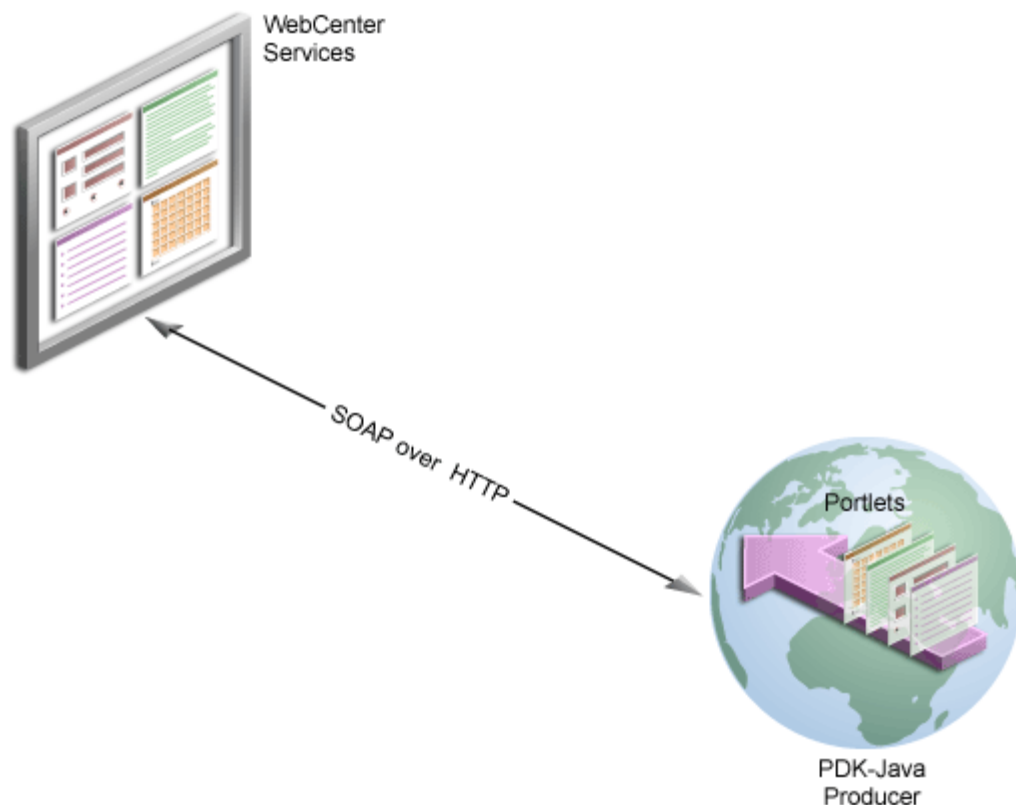 WebCenter
Services
SOAP over HTTP
Portlets
PDK-Java
Producer